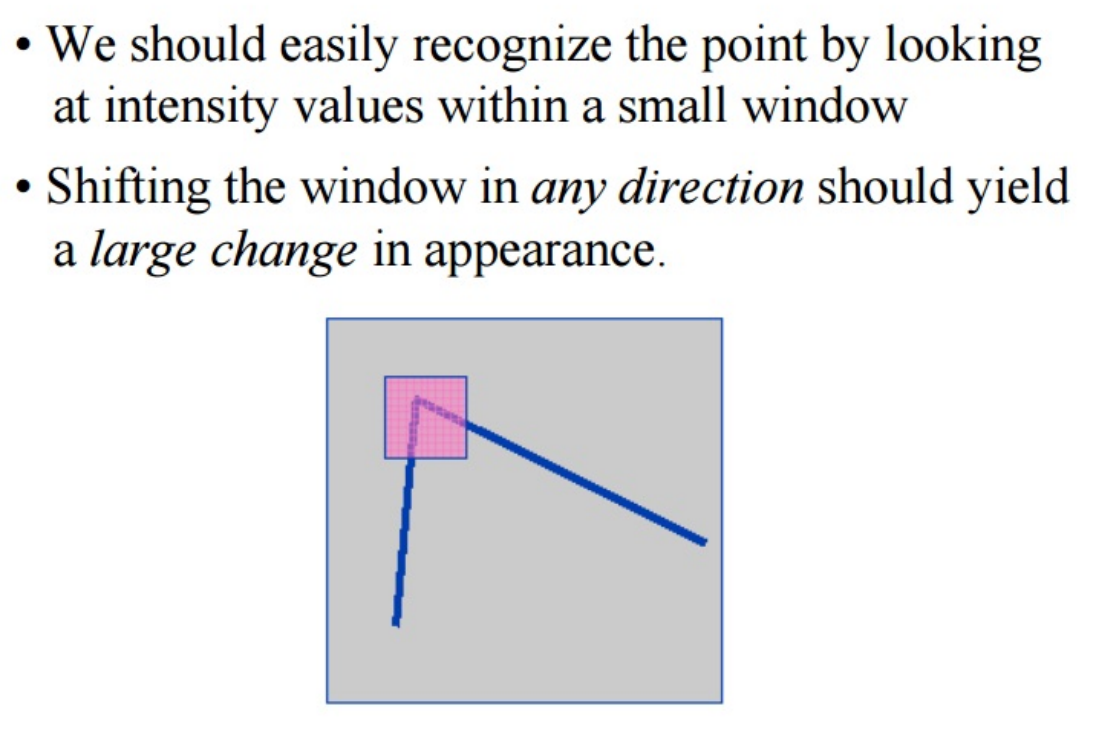 • We should easily recognize the point by looking
at intensity values within a small window
• Shifting the window in any direction should yield
a large change in appearance.